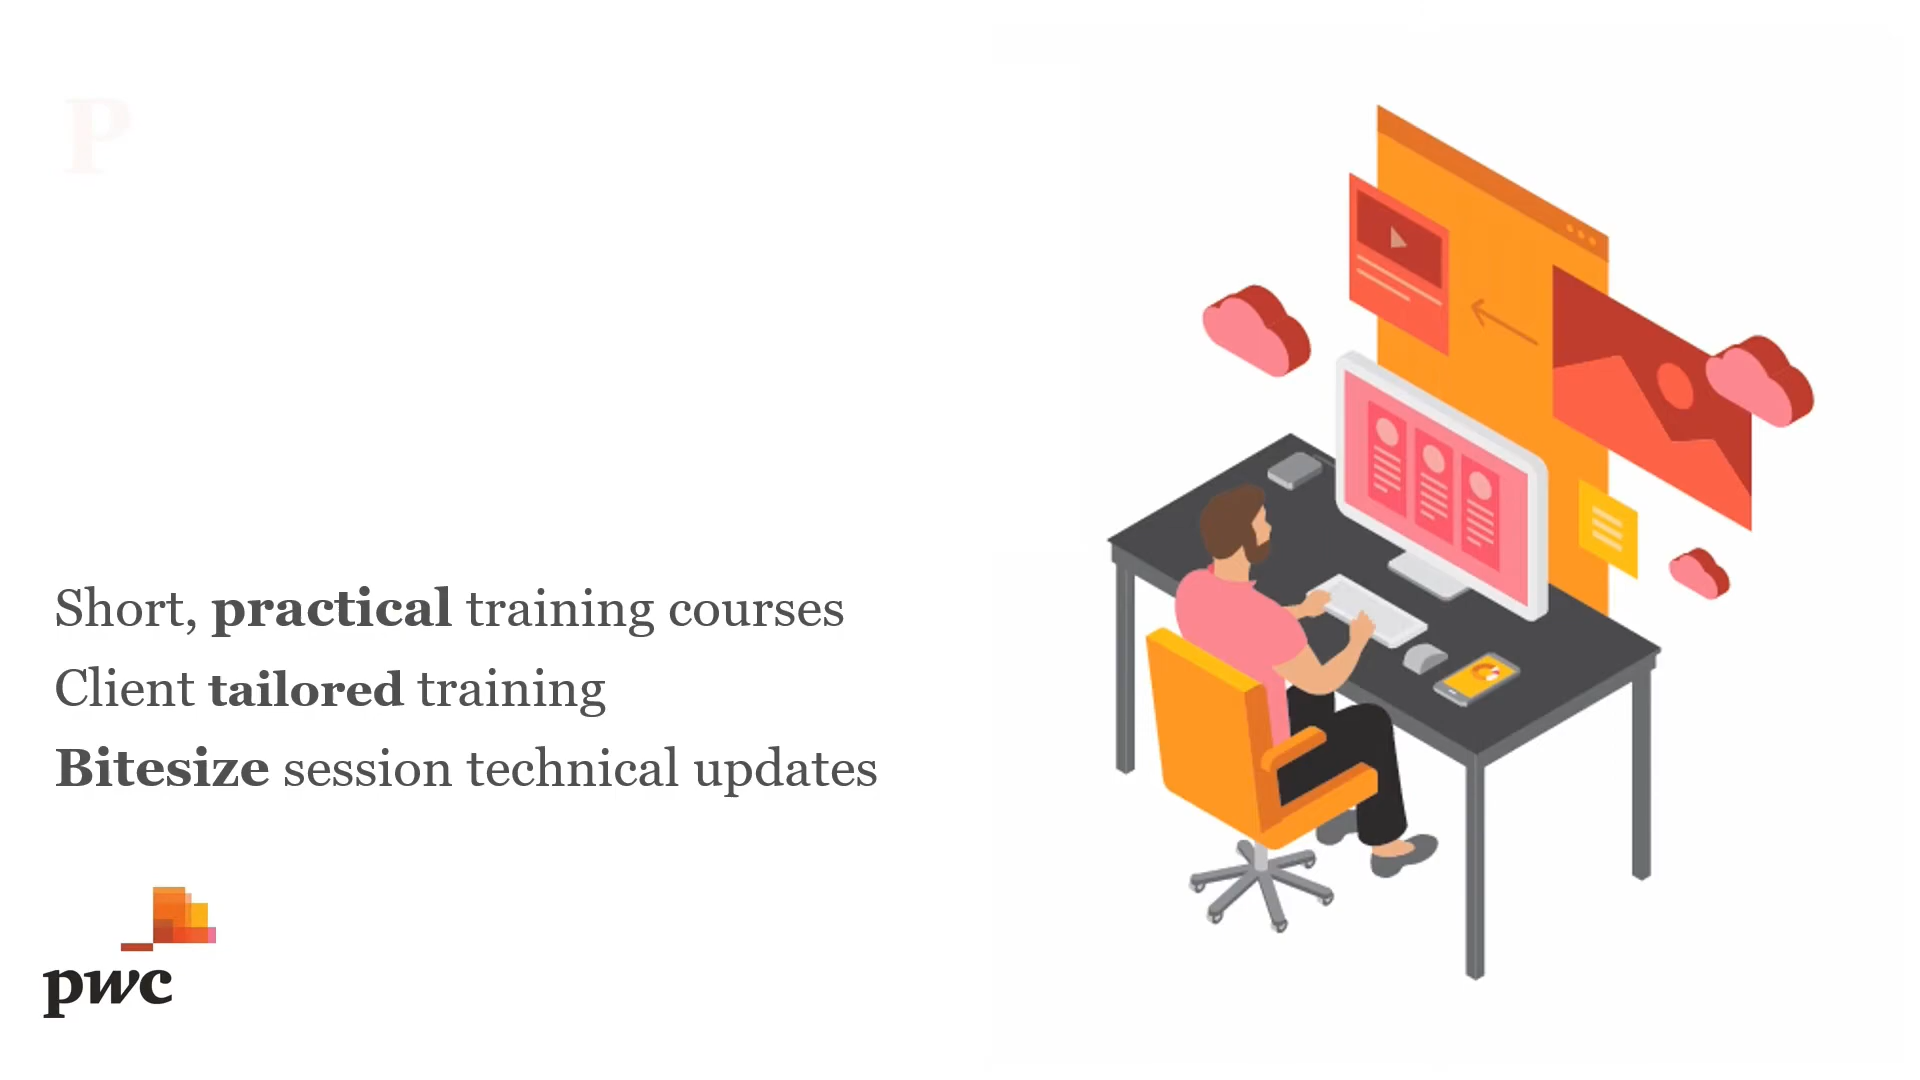 P
Short, practical training courses
Client tailored training
Bitesize session technical updates
pwc